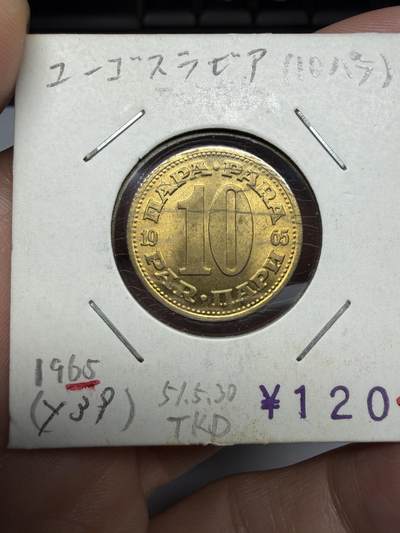 ユーゴスラビア (10パラ)
ПАРА • PARA
10
19 65
PAR. • ПАРИ
1965
(Y39)
51.5.30
TKD
¥120